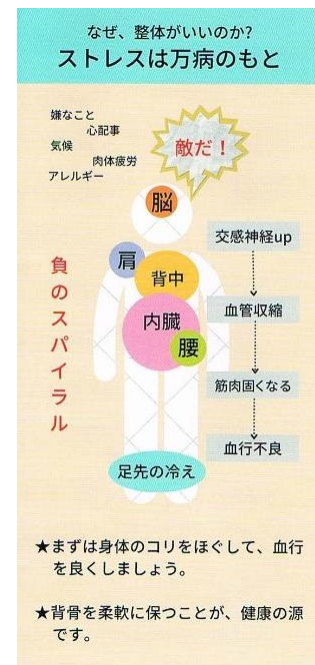 なぜ、整体がいいのか?
ストレスは万病のもと
嫌なこと
心配事
気候
肉体疲労
アレルギー
敵だ！
脳
肩
背中
内臓
腰
足先の冷え
負のスパイラル
交感神経up
血管収縮
筋肉固くなる
血行不良
★まずは身体のコリをほぐして、血行
を良くしましょう。
★背骨を柔軟に保つことが、健康の源
です。